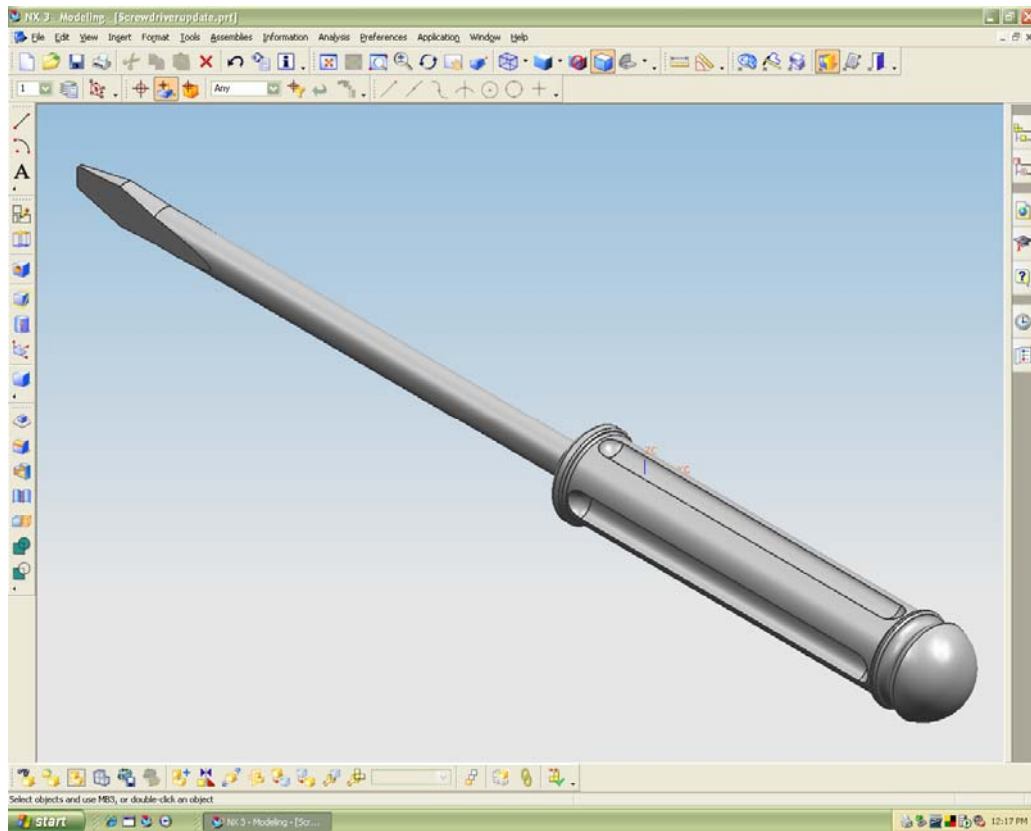 NX 3 - Modeling - [Screwdriverupdate.prt]
File Edit View Insert Format Tools Assemblies Information Analysis Preferences Application Window Help
1 Any
A
Select objects and use MB3, or double-click an object
start NX 3 - Modeling - [Scr... 12:17 PM